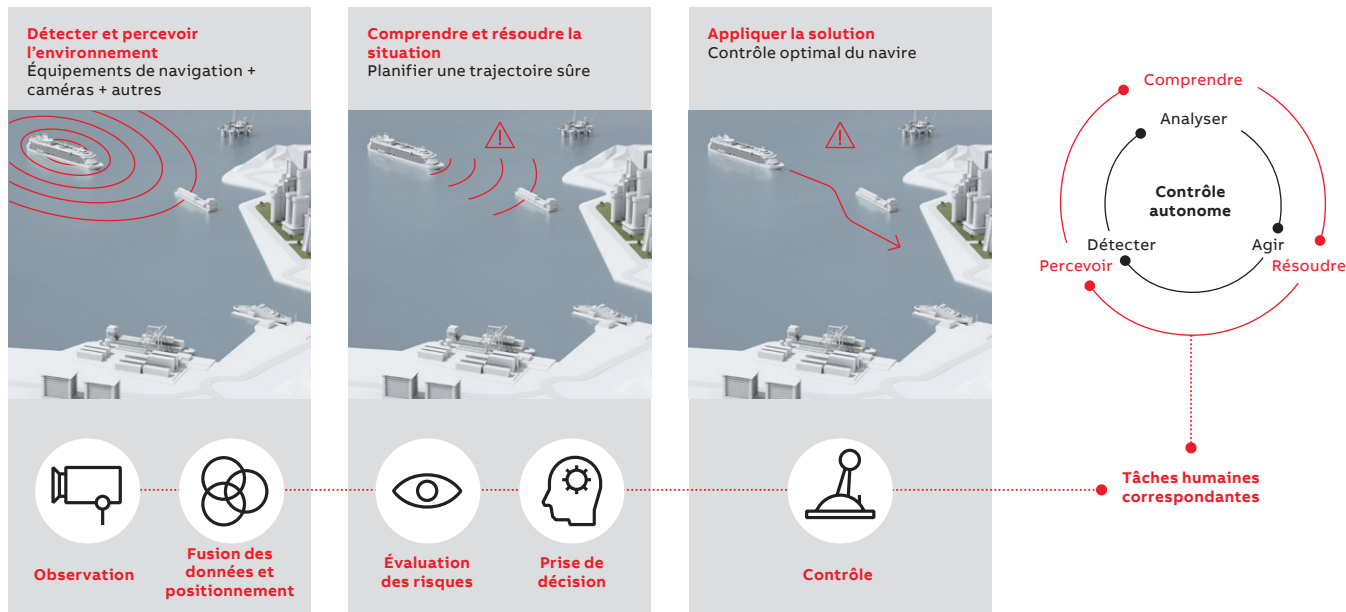 Détecter et percevoir
l’environnement
Équipements de navigation +
caméras + autres
Comprendre et résoudre la
situation
Planifier une trajectoire sûre
Appliquer la solution
Contrôle optimal du navire
Comprendre
Analyser
Contrôle
autonome
Détecter
Agir
Percevoir
Résoudre
Tâches humaines
correspondantes
Observation
Fusion des
données et
positionnement
Évaluation
des risques
Prise de
décision
Contrôle